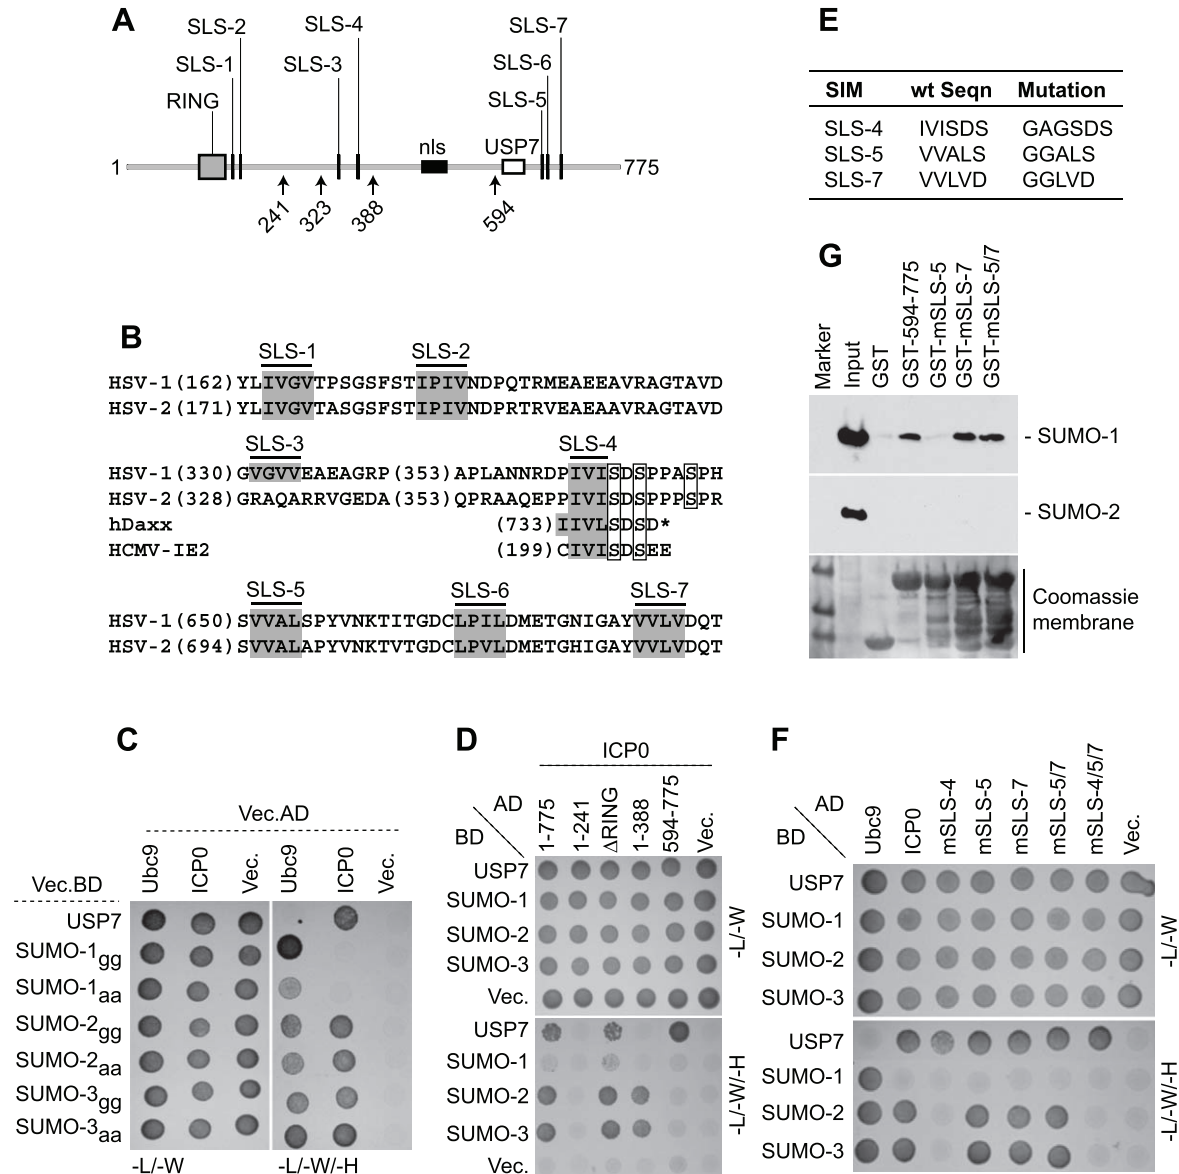 A
SLS-2
SLS-4
SLS-7
SLS-1
SLS-3
SLS-6
RING
SLS-5
nls
USP7
1
775
241
323
388
594
E
SIM wt Seqn Mutation
SLS-4 IVISDS GAGSDS
SLS-5 VVALS GGALS
SLS-7 VVLVD GGLVD
B
SLS-1 SLS-2
HSV-1(162)YLIVGVTPSGSFSTIPIVNDPQTRMEAEEAVRAGTAVD
HSV-2(171)YLIVGVTASGSFSTIPIVNDPRTRVEAEAAVRAGTAVD
SLS-3 SLS-4
HSV-1(330)GVGVVEAEAGRP(353)APLANNRDPIVISDSPPASPH
HSV-2(328)GRAQARRVGEDA(353)QPRAAQEPPIVISDSPPPSPR
hDaxx (733)IIVLSDSD*
HCMV-IE2 (199)CIVISDSEE
SLS-5 SLS-6 SLS-7
HSV-1(650)SVVALSPYVNKTITGDCLPILDMETGNIGAYVVLVDQT
HSV-2(694)SVVALAPYVNKTVTGDCLPVLDMETGHIGAYVVLVDQT
G
Marker
Input
GST
GST-594-775
GST-mSLS-5
GST-mSLS-7
GST-mSLS-5/7
- SUMO-1
- SUMO-2
Coomassie
membrane
C
Vec.AD
Vec.BD
Ubc9
ICP0
Vec.
Ubc9
ICP0
Vec.
USP7
SUMO-1gg
SUMO-1aa
SUMO-2gg
SUMO-2aa
SUMO-3gg
SUMO-3aa
-L/-W
-L/-W/-H
D
ICP0
AD
BD
1-775
1-241
ΔRING
1-388
594-775
Vec.
USP7
SUMO-1
SUMO-2
SUMO-3
Vec.
-L/-W
USP7
SUMO-1
SUMO-2
SUMO-3
Vec.
-L/-W/-H
F
AD
BD
Ubc9
ICP0
mSLS-4
mSLS-5
mSLS-7
mSLS-5/7
mSLS-4/5/7
Vec.
USP7
SUMO-1
SUMO-2
SUMO-3
-L/-W
USP7
SUMO-1
SUMO-2
SUMO-3
-L/-W/-H